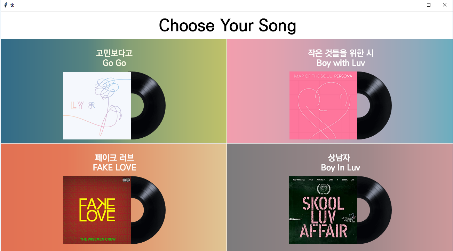 Choose Your Song
고민보다고
Go Go
작은 것들을 위한 시
Boy with Luv
페이크 러브
FAKE LOVE
FAKE
LOVE
상남자
Boy In Luv
SKOOL
LUV
AFFAIR